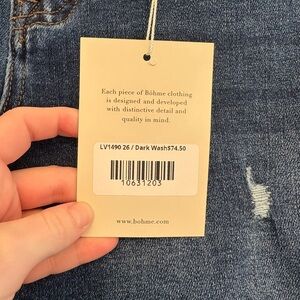 Each piece of Böhme clothing
is designed and developed
with distinctive detail and
quality in mind.
LV1490 26 / Dark Wash$74.50
10631203
www.bohme.com